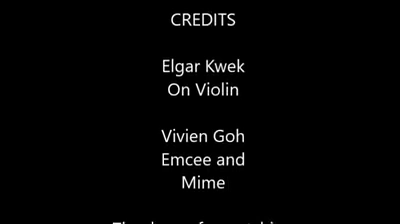 CREDITS
Elgar Kwek
On Violin
Vivien Goh
Emcee and
Mime